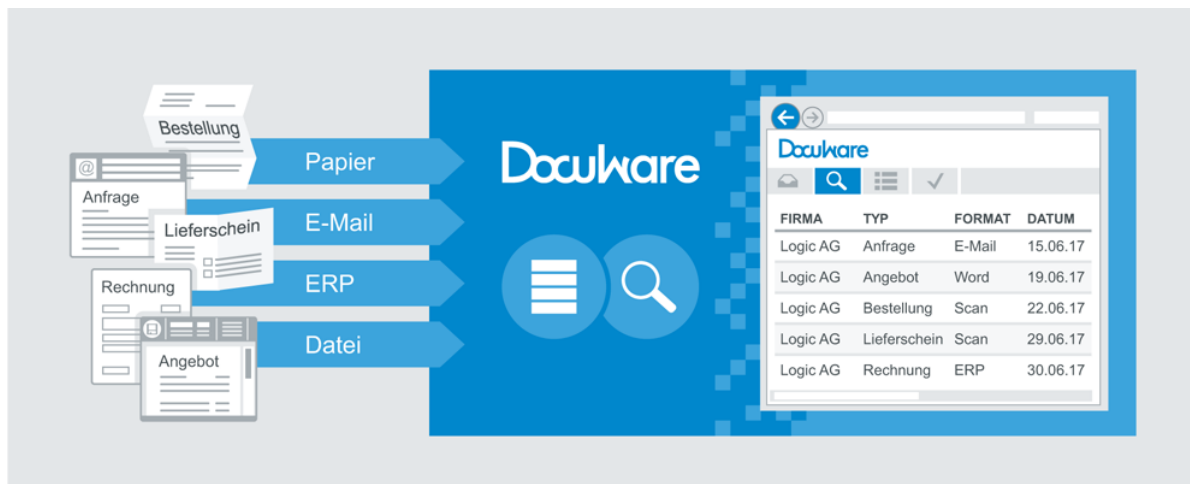 Bestellung
@
Anfrage
Lieferschein
Rechnung
Angebot
Papier
E-Mail
ERP
Datei
DocuWare
DocuWare
FIRMA TYP FORMAT DATUM
Logic AG Anfrage E-Mail 15.06.17
Logic AG Angebot Word 19.06.17
Logic AG Bestellung Scan 22.06.17
Logic AG Lieferschein Scan 29.06.17
Logic AG Rechnung ERP 30.06.17